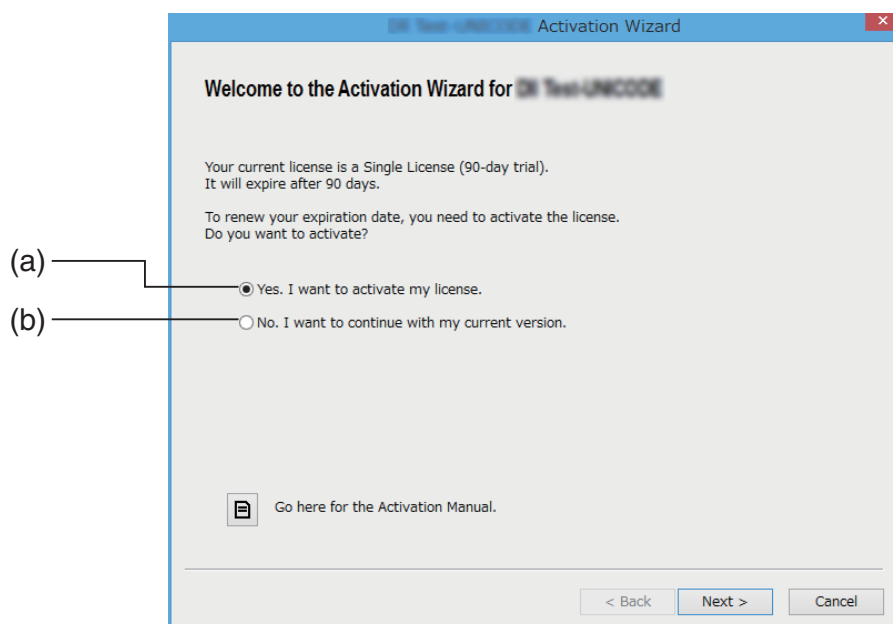 Activation Wizard
Welcome to the Activation Wizard for
Your current license is a Single License (90-day trial).
It will expire after 90 days.
To renew your expiration date, you need to activate the license.
Do you want to activate?
(a)
Yes. I want to activate my license.
(b)
No. I want to continue with my current version.
Go here for the Activation Manual.
< Back
Next >
Cancel